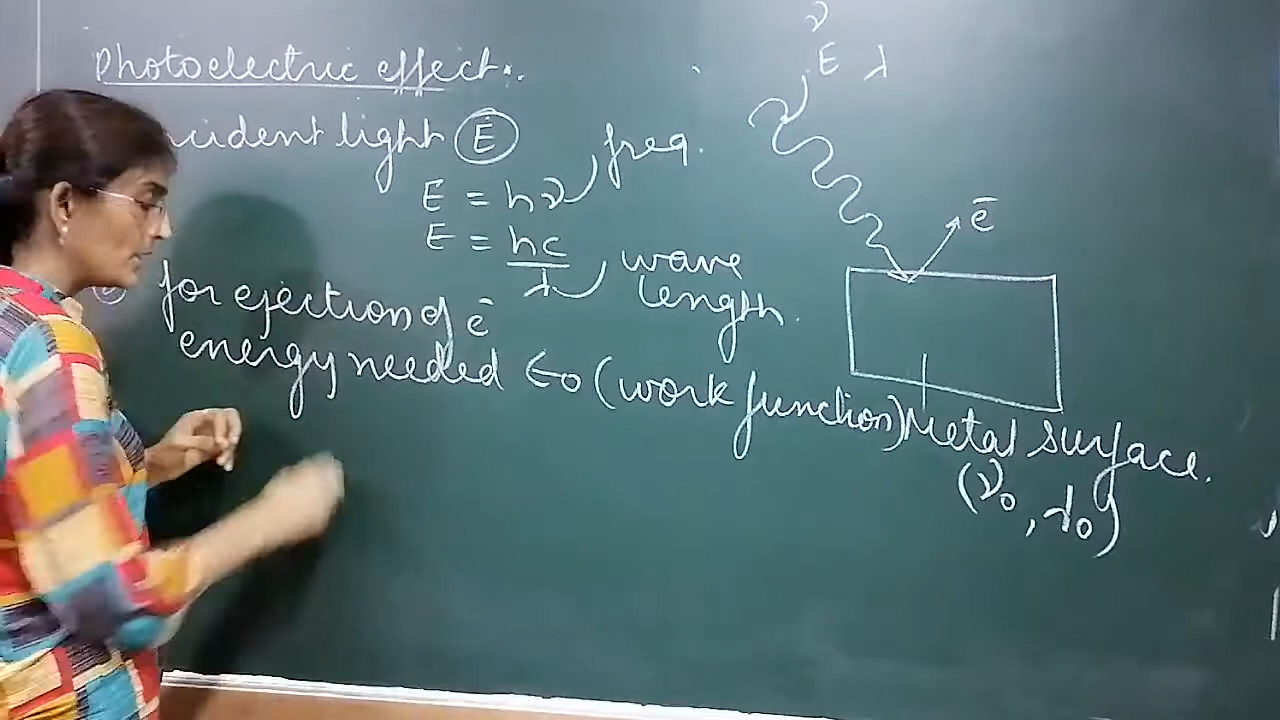 Photoelectric effect.
incident light E
E = hν freq.
E = hc/λ wave length.
for ejection of e⁻
energy needed E₀ (work function)
ν
E λ
e⁻
Metal surface.
(ν₀, λ₀)